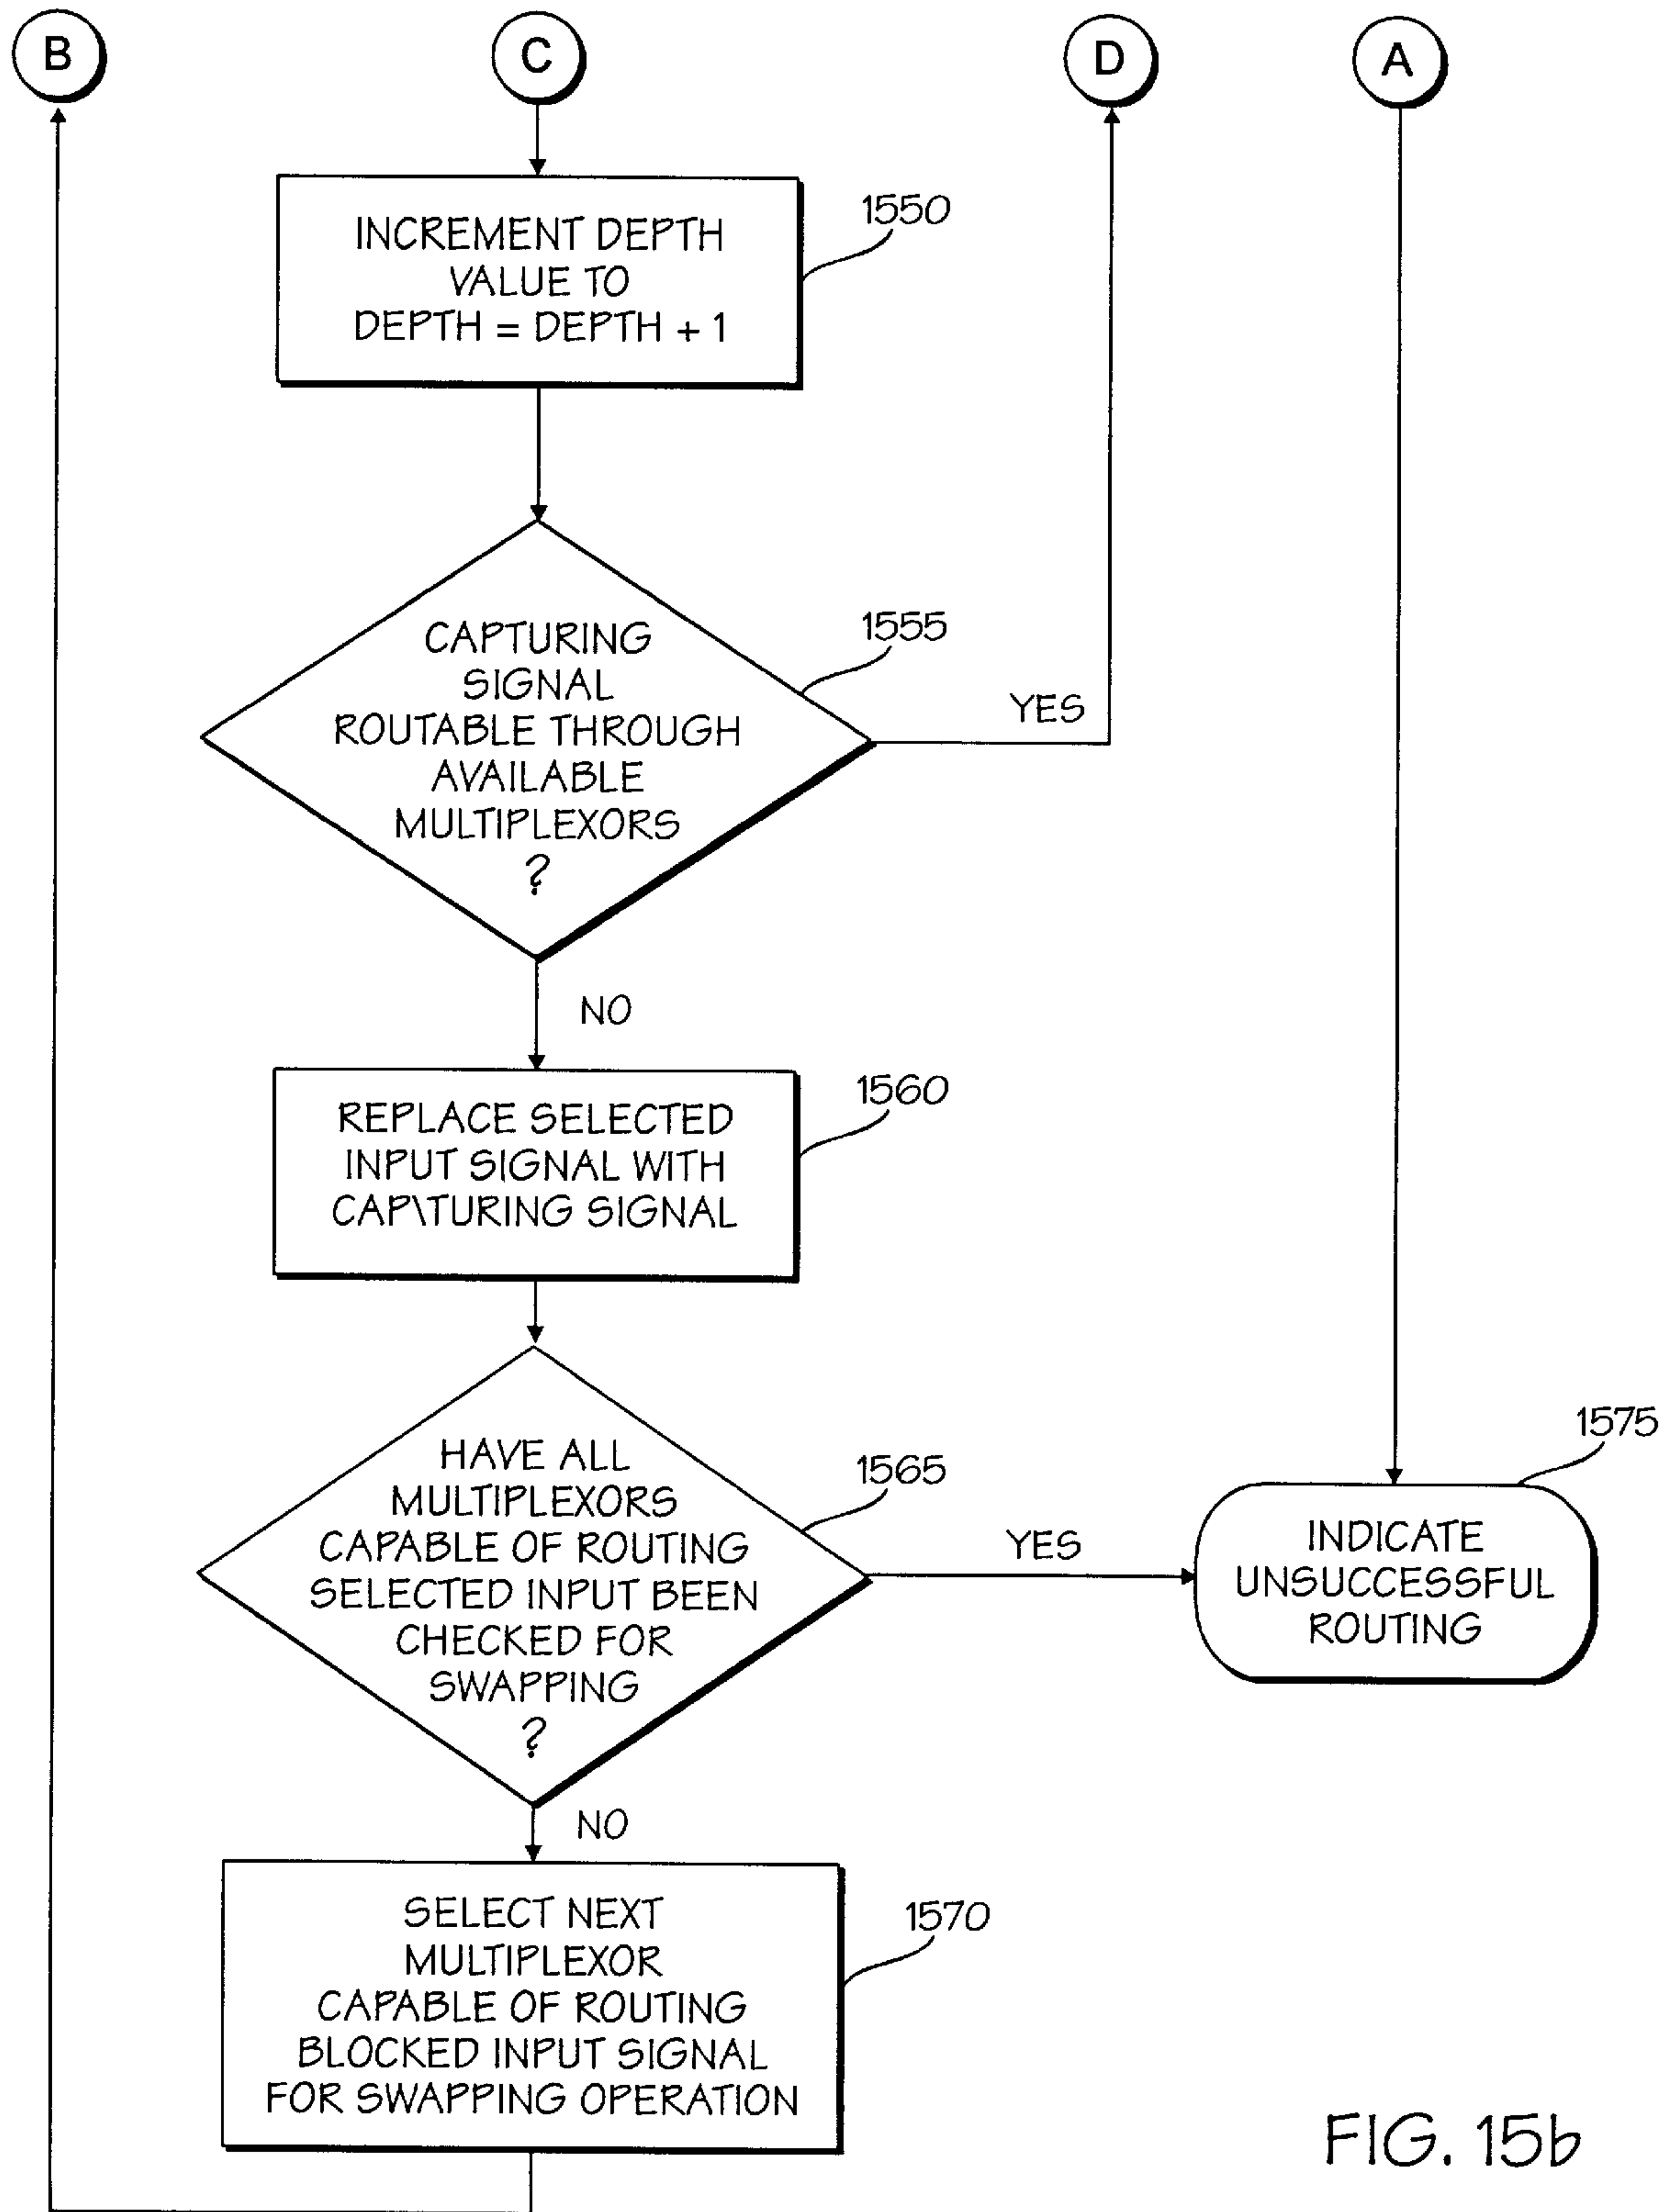 B
C
D
A
INCREMENT DEPTH
VALUE TO
DEPTH = DEPTH + 1
1550
CAPTURING
SIGNAL
ROUTABLE THROUGH
AVAILABLE
MULTIPLEXORS
?
1555
YES
NO
REPLACE SELECTED
INPUT SIGNAL WITH
CAP\TURING SIGNAL
1560
HAVE ALL
MULTIPLEXORS
CAPABLE OF ROUTING
SELECTED INPUT BEEN
CHECKED FOR
SWAPPING
?
1565
YES
1575
INDICATE
UNSUCCESSFUL
ROUTING
NO
SELECT NEXT
MULTIPLEXOR
CAPABLE OF ROUTING
BLOCKED INPUT SIGNAL
FOR SWAPPING OPERATION
1570
FIG. 15b